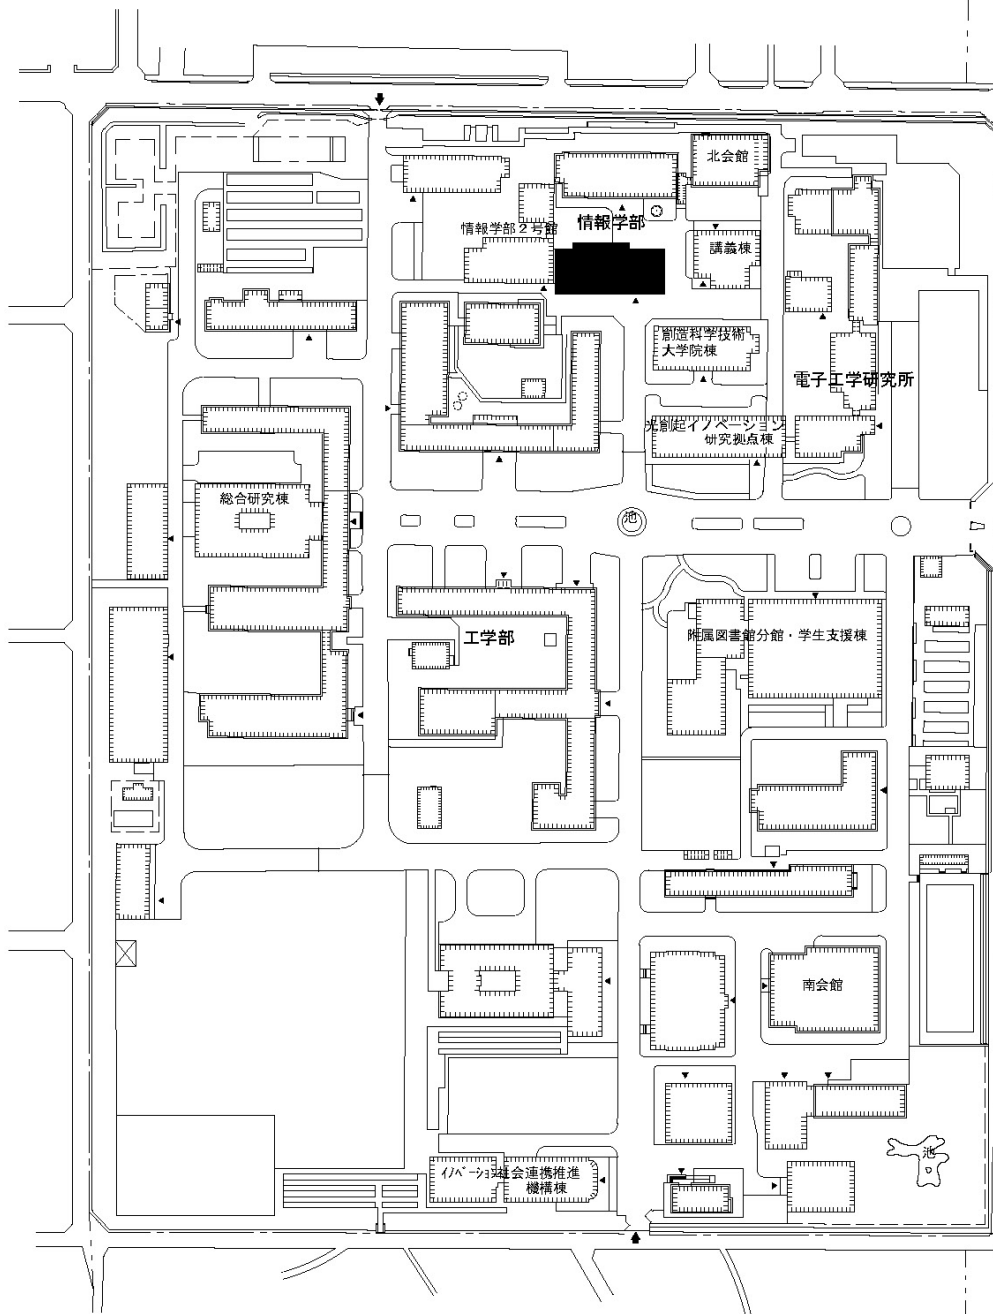 北会館
情報学部
情報学部2号館
講義棟
創造科学技術
大学院棟
電子工学研究所
光創起イノベーション
研究拠点棟
総合研究棟
池
工学部
附属図書館分館・学生支援棟
南会館
池
イノベーション社会連携推進
機構棟